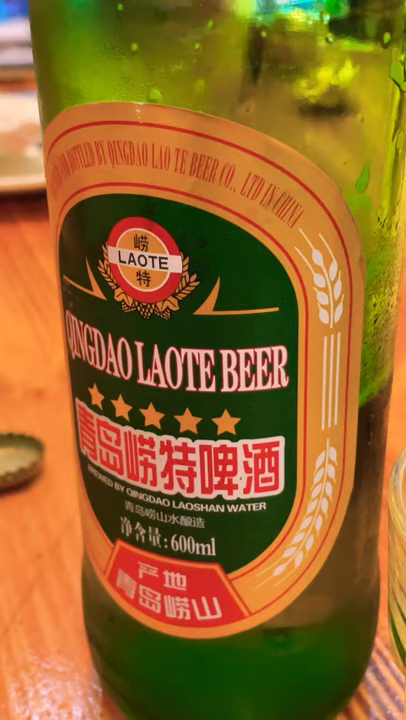 AND BOTTLED BY QINGDAO LAO TE BEER CO., LTD IN CHINA
崂
LAOTE
特
QINGDAO LAOTE BEER
青岛崂特啤酒
BREWED BY QINGDAO LAOSHAN WATER
青岛崂山水酿造
净含量:600ml
产地
青岛崂山